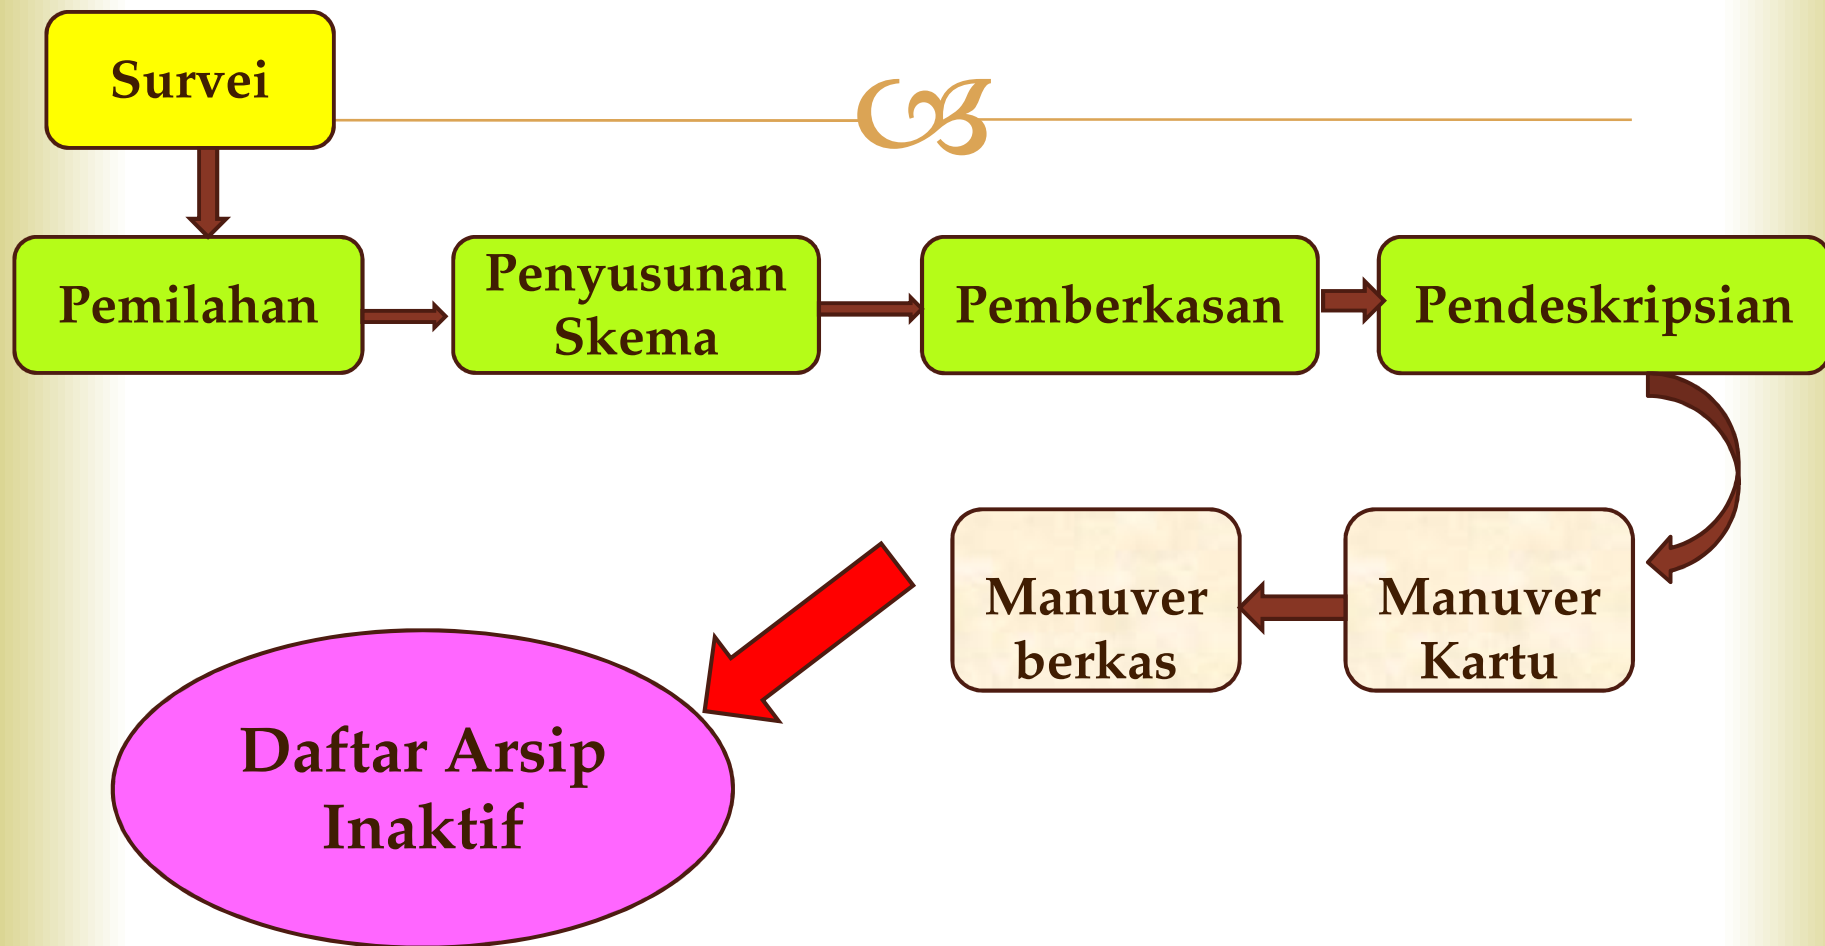 Survei
Pemilahan
Penyusunan
Skema
Pemberkasan
Pendeskripsian
Manuver
Kartu
Manuver
berkas
Daftar Arsip
Inaktif